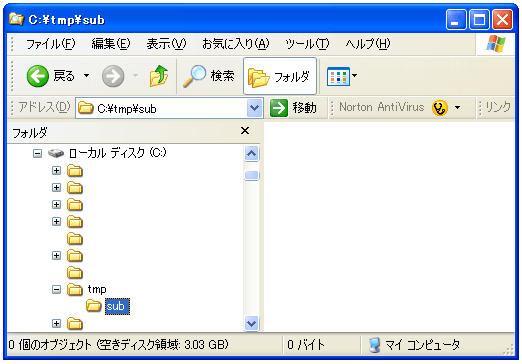 C:¥tmp¥sub
ファイル(F) 編集(E) 表示(V) お気に入り(A) ツール(T) ヘルプ(H)
戻る 検索 フォルダ
アドレス(D) C:¥tmp¥sub 移動 Norton AntiVirus リンク
フォルダ
ローカル ディスク (C:)
tmp
sub
0 個のオブジェクト (空きディスク領域: 3.03 GB) 0 バイト マイ コンピュータ